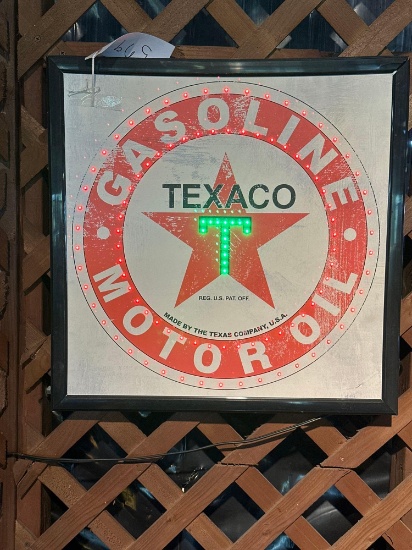 • GASOLINE •
TEXACO
T
REG. U.S. PAT. OFF.
MADE BY THE TEXAS COMPANY, U.S.A.
MOTOR OIL